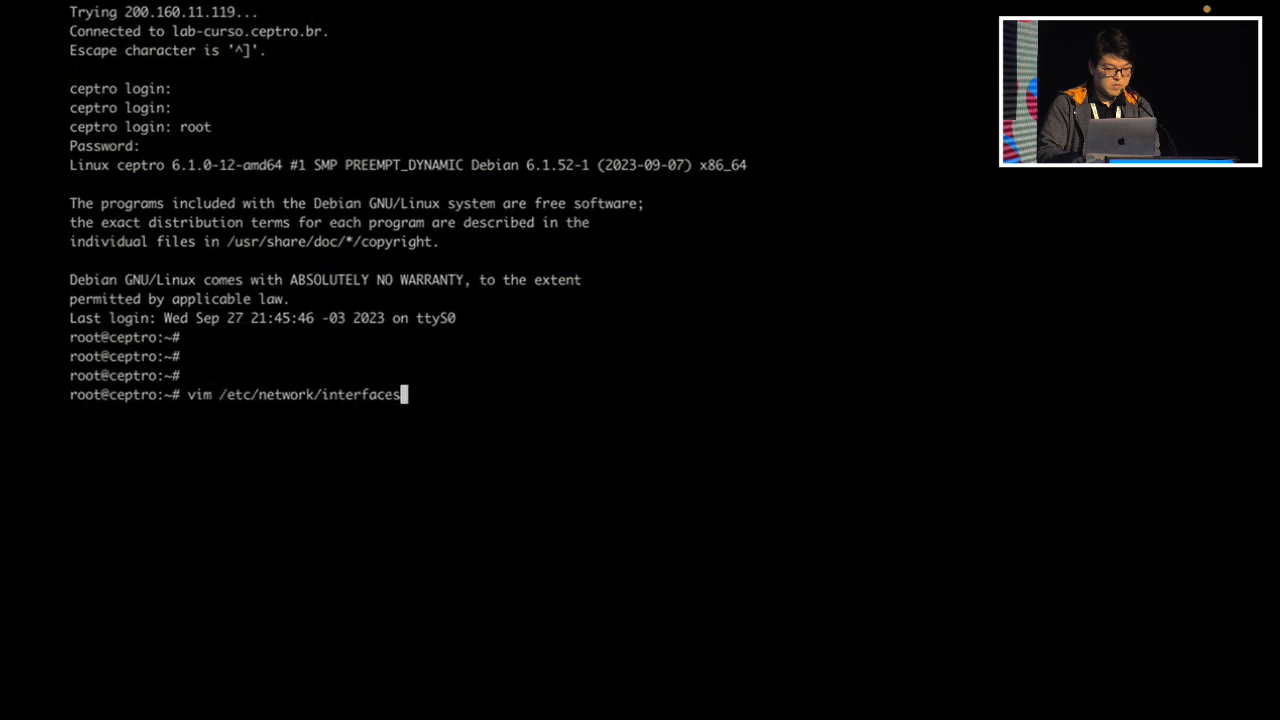 Trying 200.160.11.119...
Connected to lab-curso.ceptro.br.
Escape character is '^]'.
ceptro login:
ceptro login:
ceptro login: root
Password:
Linux ceptro 6.1.0-12-amd64 #1 SMP PREEMPT_DYNAMIC Debian 6.1.52-1 (2023-09-07) x86_64
The programs included with the Debian GNU/Linux system are free software;
the exact distribution terms for each program are described in the
individual files in /usr/share/doc/*/copyright.
Debian GNU/Linux comes with ABSOLUTELY NO WARRANTY, to the extent
permitted by applicable law.
Last login: Wed Sep 27 21:45:46 -03 2023 on ttyS0
root@ceptro:~#
root@ceptro:~#
root@ceptro:~#
root@ceptro:~# vim /etc/network/interfaces